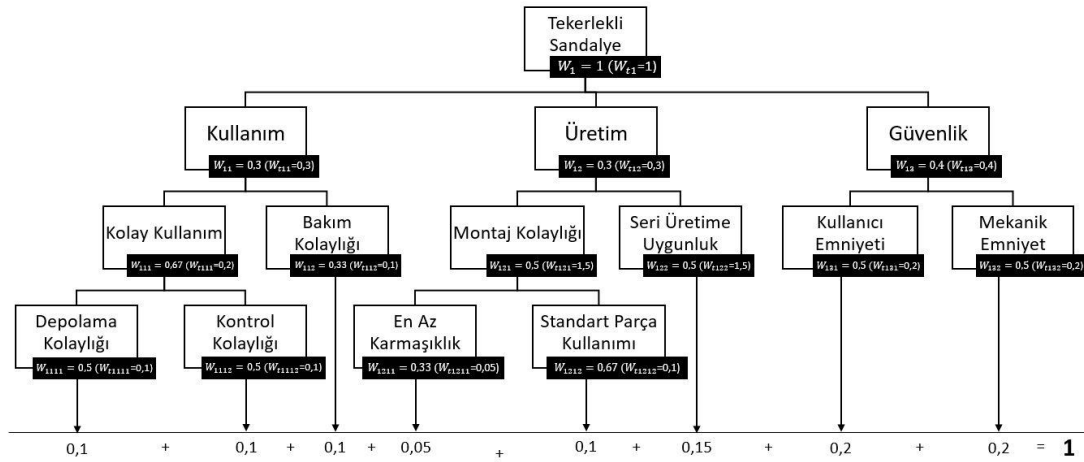 Tekerlekli
Sandalye
W₁ = 1 (Wₜ₁=1)
Kullanım
W₁₁ = 0,3 (Wₜ₁₁=0,3)
Üretim
W₁₂ = 0,3 (Wₜ₁₂=0,3)
Güvenlik
W₁₃ = 0,4 (Wₜ₁₃=0,4)
Kolay Kullanım
W₁₁₁ = 0,67 (Wₜ₁₁₁=0,2)
Bakım
Kolaylığı
W₁₁₂ = 0,33 (Wₜ₁₁₂=0,1)
Montaj Kolaylığı
W₁₂₁ = 0,5 (Wₜ₁₂₁=1,5)
Seri Üretime
Uygunluk
W₁₂₂ = 0,5 (Wₜ₁₂₂=1,5)
Kullanıcı
Emniyeti
W₁₃₁ = 0,5 (Wₜ₁₃₁=0,2)
Mekanik
Emniyet
W₁₃₂ = 0,5 (Wₜ₁₃₂=0,2)
Depolama
Kolaylığı
W₁₁₁₁ = 0,5 (Wₜ₁₁₁₁=0,1)
Kontrol
Kolaylığı
W₁₁₁₂ = 0,5 (Wₜ₁₁₁₂=0,1)
En Az
Karmaşıklık
W₁₂₁₁ = 0,33 (Wₜ₁₂₁₁=0,05)
Standart Parça
Kullanımı
W₁₂₁₂ = 0,67 (Wₜ₁₂₁₂=0,1)
0,1 + 0,1 + 0,1 + 0,05 + 0,1 + 0,15 + 0,2 + 0,2 = 1